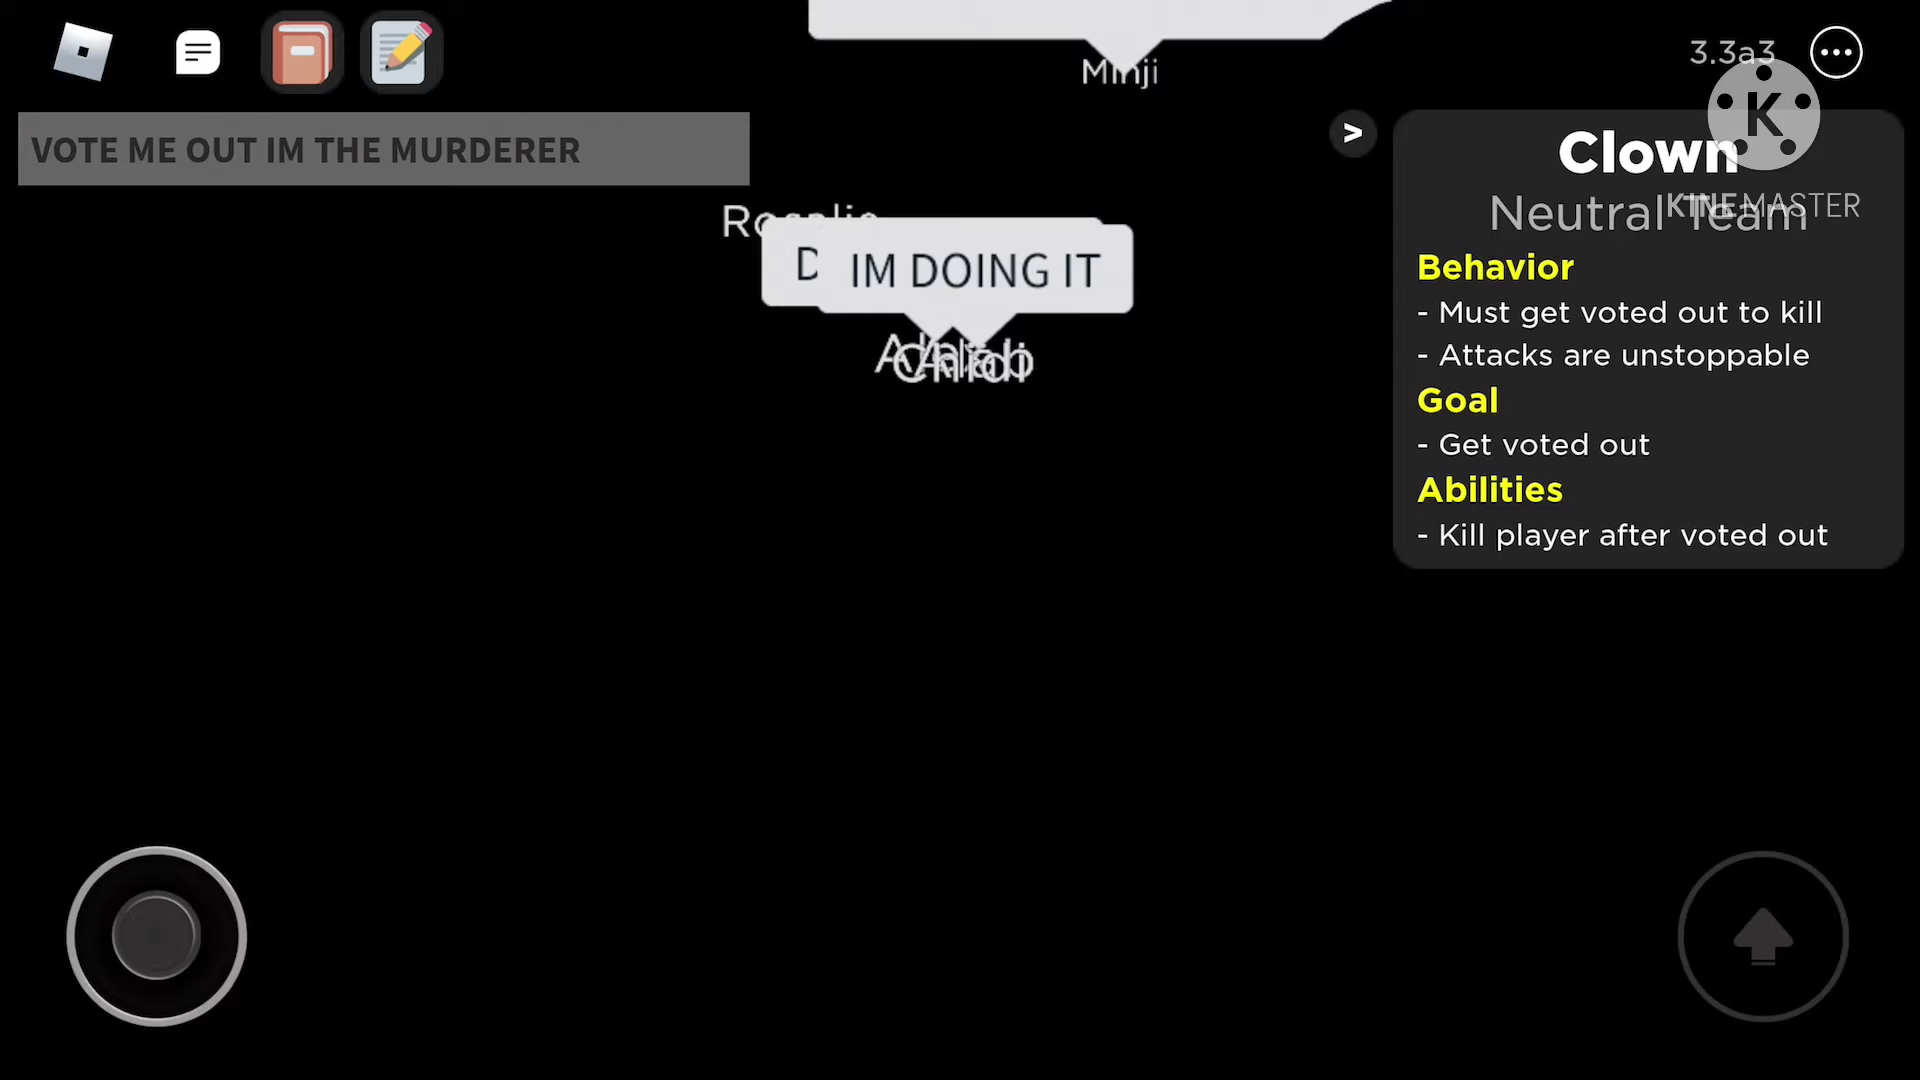 Minji
3.3a3
K
VOTE ME OUT IM THE MURDERER
>
Clown
KINEMASTER
Neutral Team
IM DOING IT
Chidi
Behavior
- Must get voted out to kill
- Attacks are unstoppable
Goal
- Get voted out
Abilities
- Kill player after voted out